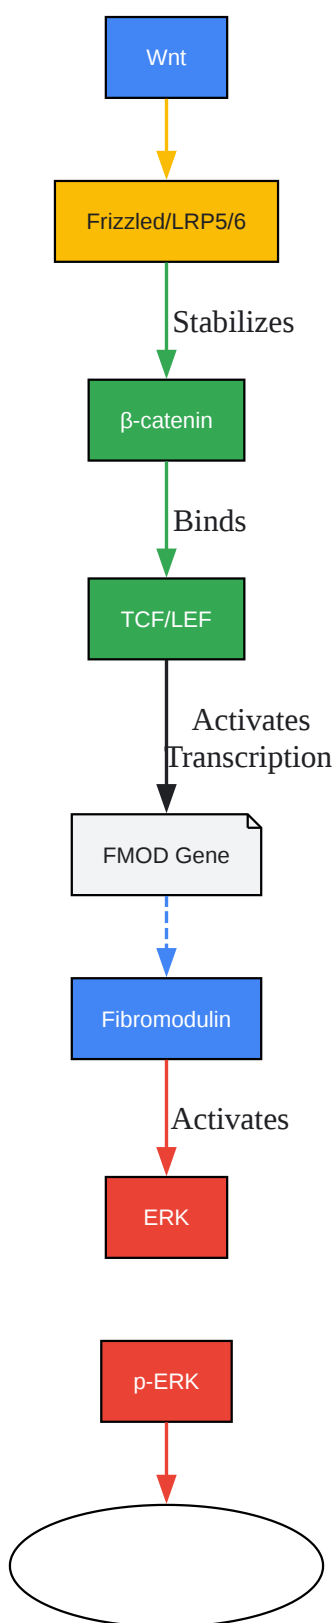 Wnt
Frizzled/LRP5/6
Stabilizes
β-catenin
Binds
TCF/LEF
Activates
Transcription
FMOD Gene
Fibromodulin
Activates
ERK
p-ERK